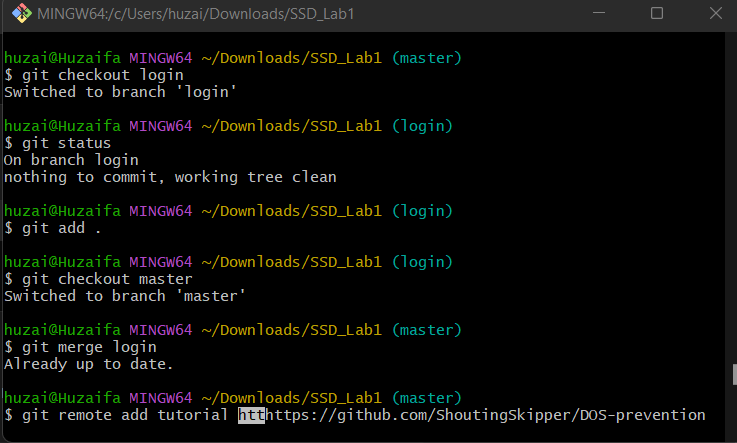 MINGW64:/c/Users/huzai/Downloads/SSD_Lab1
huzai@Huzaifa MINGW64 ~/Downloads/SSD_Lab1 (master)
$ git checkout login
Switched to branch 'login'
huzai@Huzaifa MINGW64 ~/Downloads/SSD_Lab1 (login)
$ git status
On branch login
nothing to commit, working tree clean
huzai@Huzaifa MINGW64 ~/Downloads/SSD_Lab1 (login)
$ git add .
huzai@Huzaifa MINGW64 ~/Downloads/SSD_Lab1 (login)
$ git checkout master
Switched to branch 'master'
huzai@Huzaifa MINGW64 ~/Downloads/SSD_Lab1 (master)
$ git merge login
Already up to date.
huzai@Huzaifa MINGW64 ~/Downloads/SSD_Lab1 (master)
$ git remote add tutorial htthttps://github.com/ShoutingSkipper/DOS-prevention